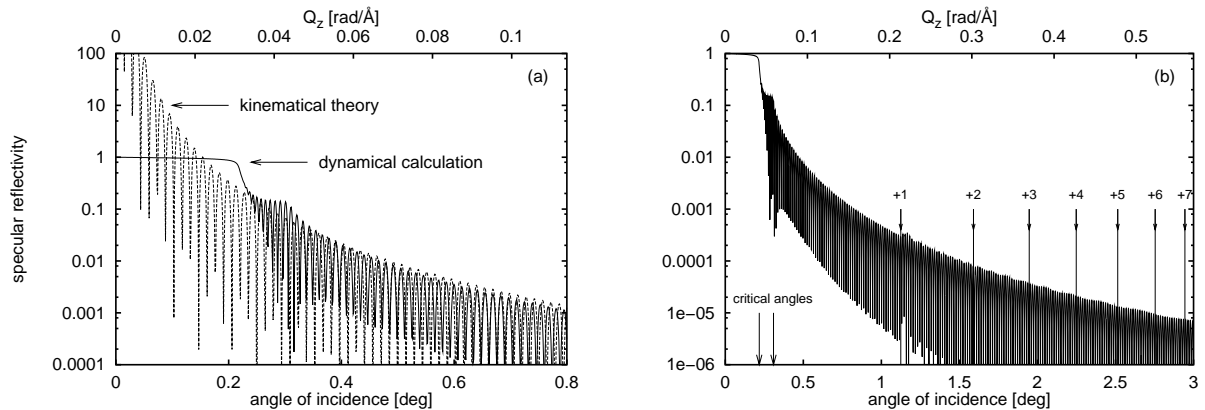 Q_z [rad/Å]
0 0.02 0.04 0.06 0.08 0.1
100
10
1
0.1
0.01
0.001
0.0001
specular reflectivity
(a)
kinematical theory
dynamical calculation
0 0.2 0.4 0.6 0.8
angle of incidence [deg]
Q_z [rad/Å]
0 0.1 0.2 0.3 0.4 0.5
1
0.1
0.01
0.001
0.0001
1e−05
1e−06
(b)
+1 +2 +3 +4 +5 +6 +7
critical angles
0 0.5 1 1.5 2 2.5 3
angle of incidence [deg]